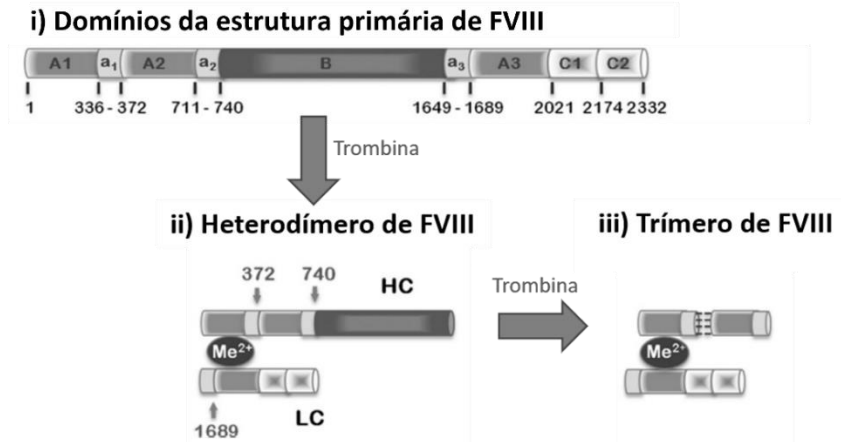 i) Domínios da estrutura primária de FVIII
A1 a1 A2 a2 B a3 A3 C1 C2
1 336 - 372 711 - 740 1649 - 1689 2021 2174 2332
Trombina
ii) Heterodímero de FVIII
372 740 HC
Me²⁺
1689 LC
Trombina
iii) Trímero de FVIII
Me²⁺